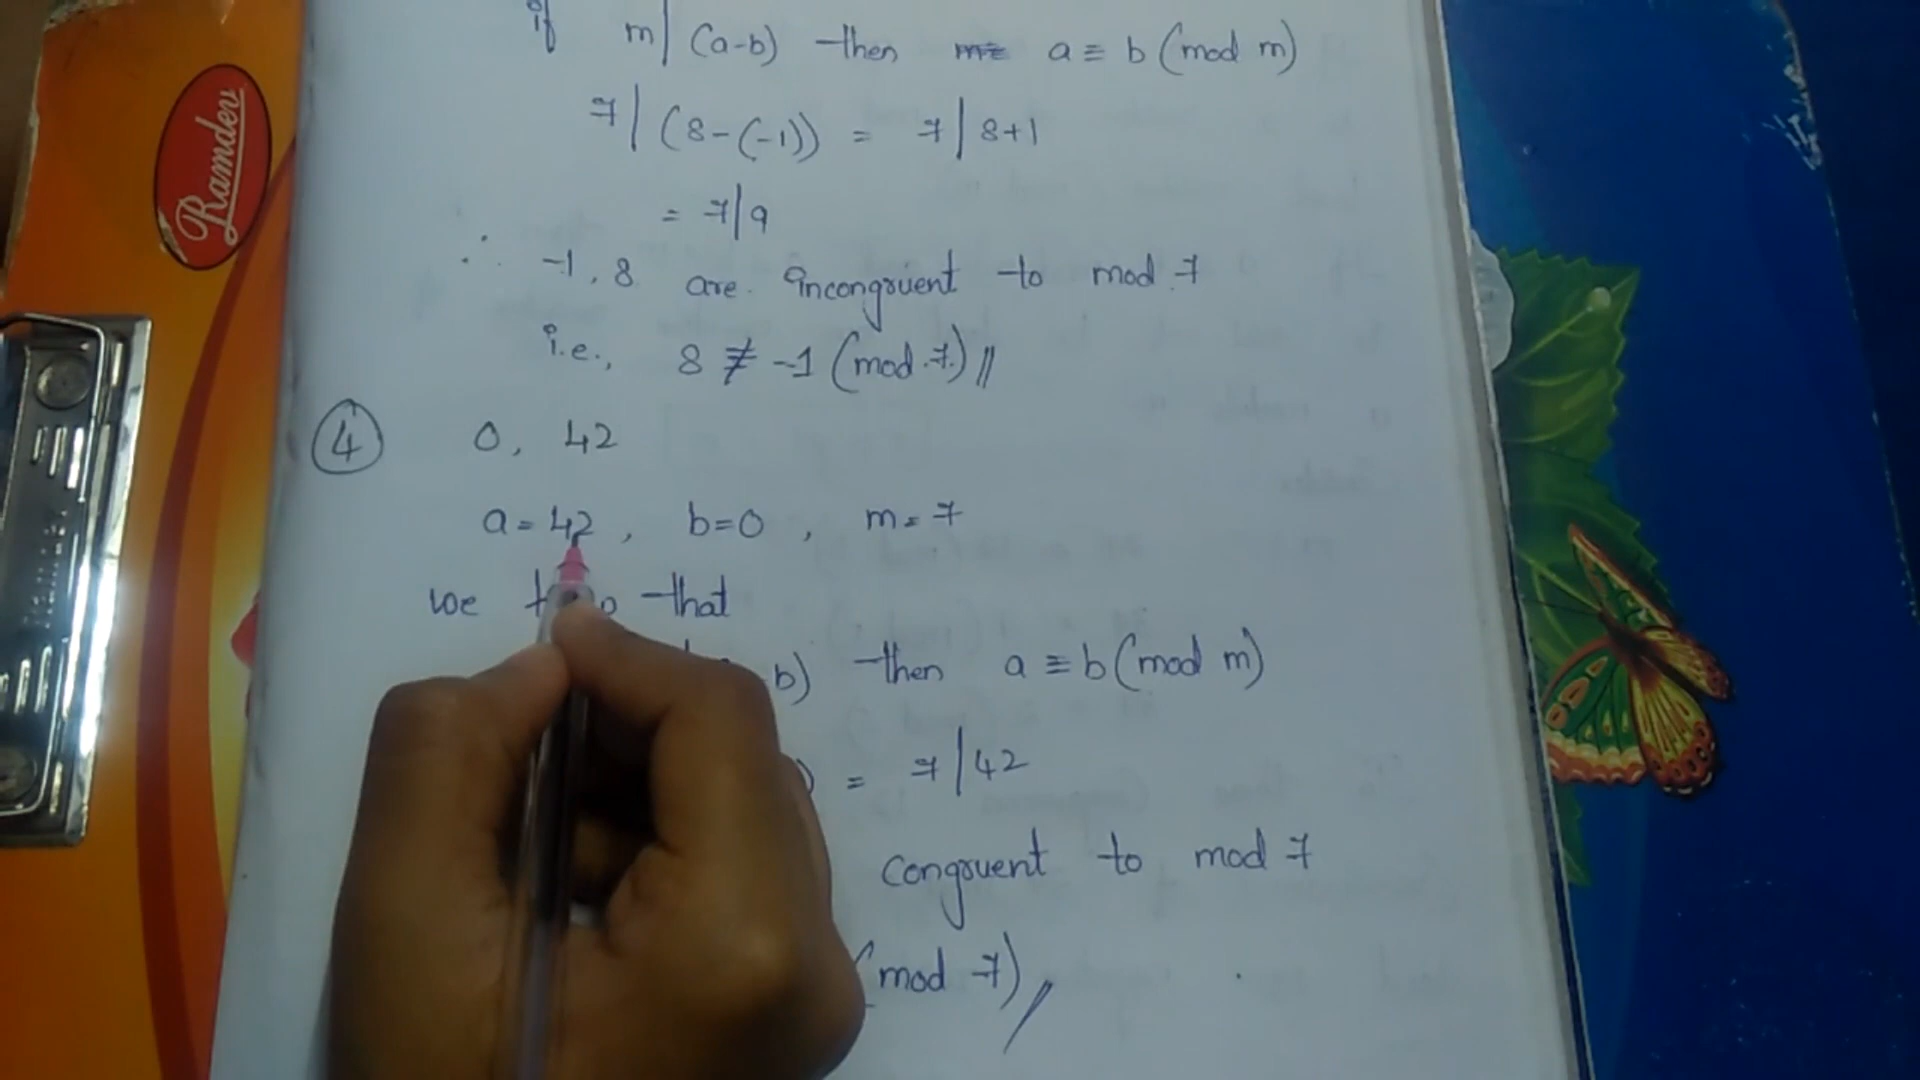 if m | (a-b) then a ≡ b (mod m)
7 | (8-(-1)) = 7 | 8+1
= 7 | 9
∴ -1, 8 are incongruent to mod 7
i.e., 8 ≢ -1 (mod 7) //
④ 0, 42
a = 42, b = 0, m = 7
we that
b) then a ≡ b (mod m)
) = 7 | 42
congruent to mod 7
(mod 7) //
Ramdev